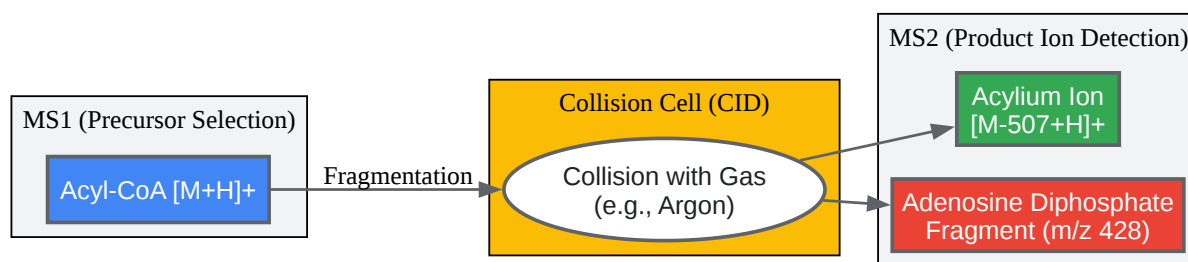 MS1 (Precursor Selection)
Acyl-CoA [M+H]+
Fragmentation
Collision Cell (CID)
Collision with Gas
(e.g., Argon)
MS2 (Product Ion Detection)
Acylium Ion
[M-507+H]+
Adenosine Diphosphate
Fragment (m/z 428)